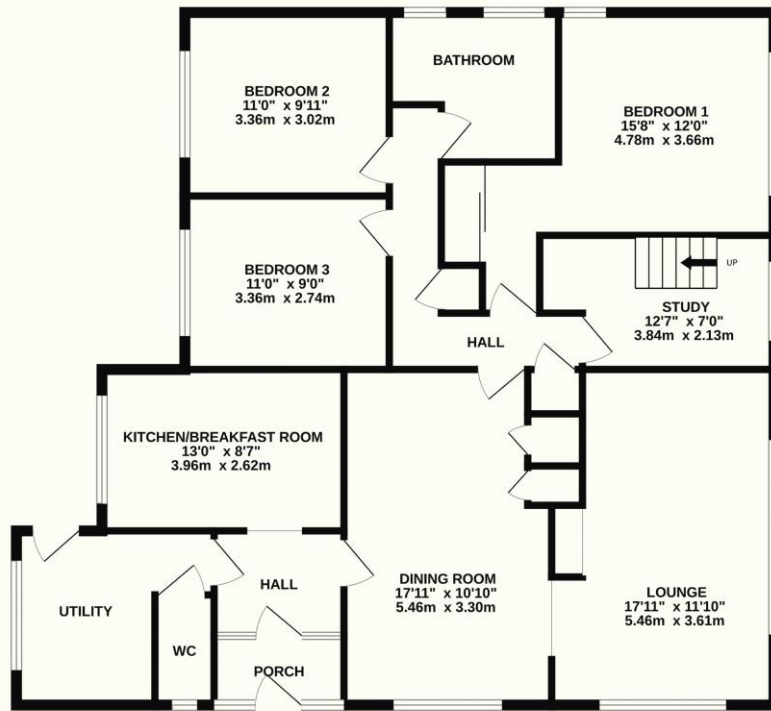 BATHROOM
BEDROOM 2
11'0" x 9'11"
3.36m x 3.02m
BEDROOM 1
15'8" x 12'0"
4.78m x 3.66m
BEDROOM 3
11'0" x 9'0"
3.36m x 2.74m
UP
STUDY
12'7" x 7'0"
3.84m x 2.13m
HALL
KITCHEN/BREAKFAST ROOM
13'0" x 8'7"
3.96m x 2.62m
DINING ROOM
17'11" x 10'10"
5.46m x 3.30m
LOUNGE
17'11" x 11'10"
5.46m x 3.61m
HALL
UTILITY
WC
PORCH